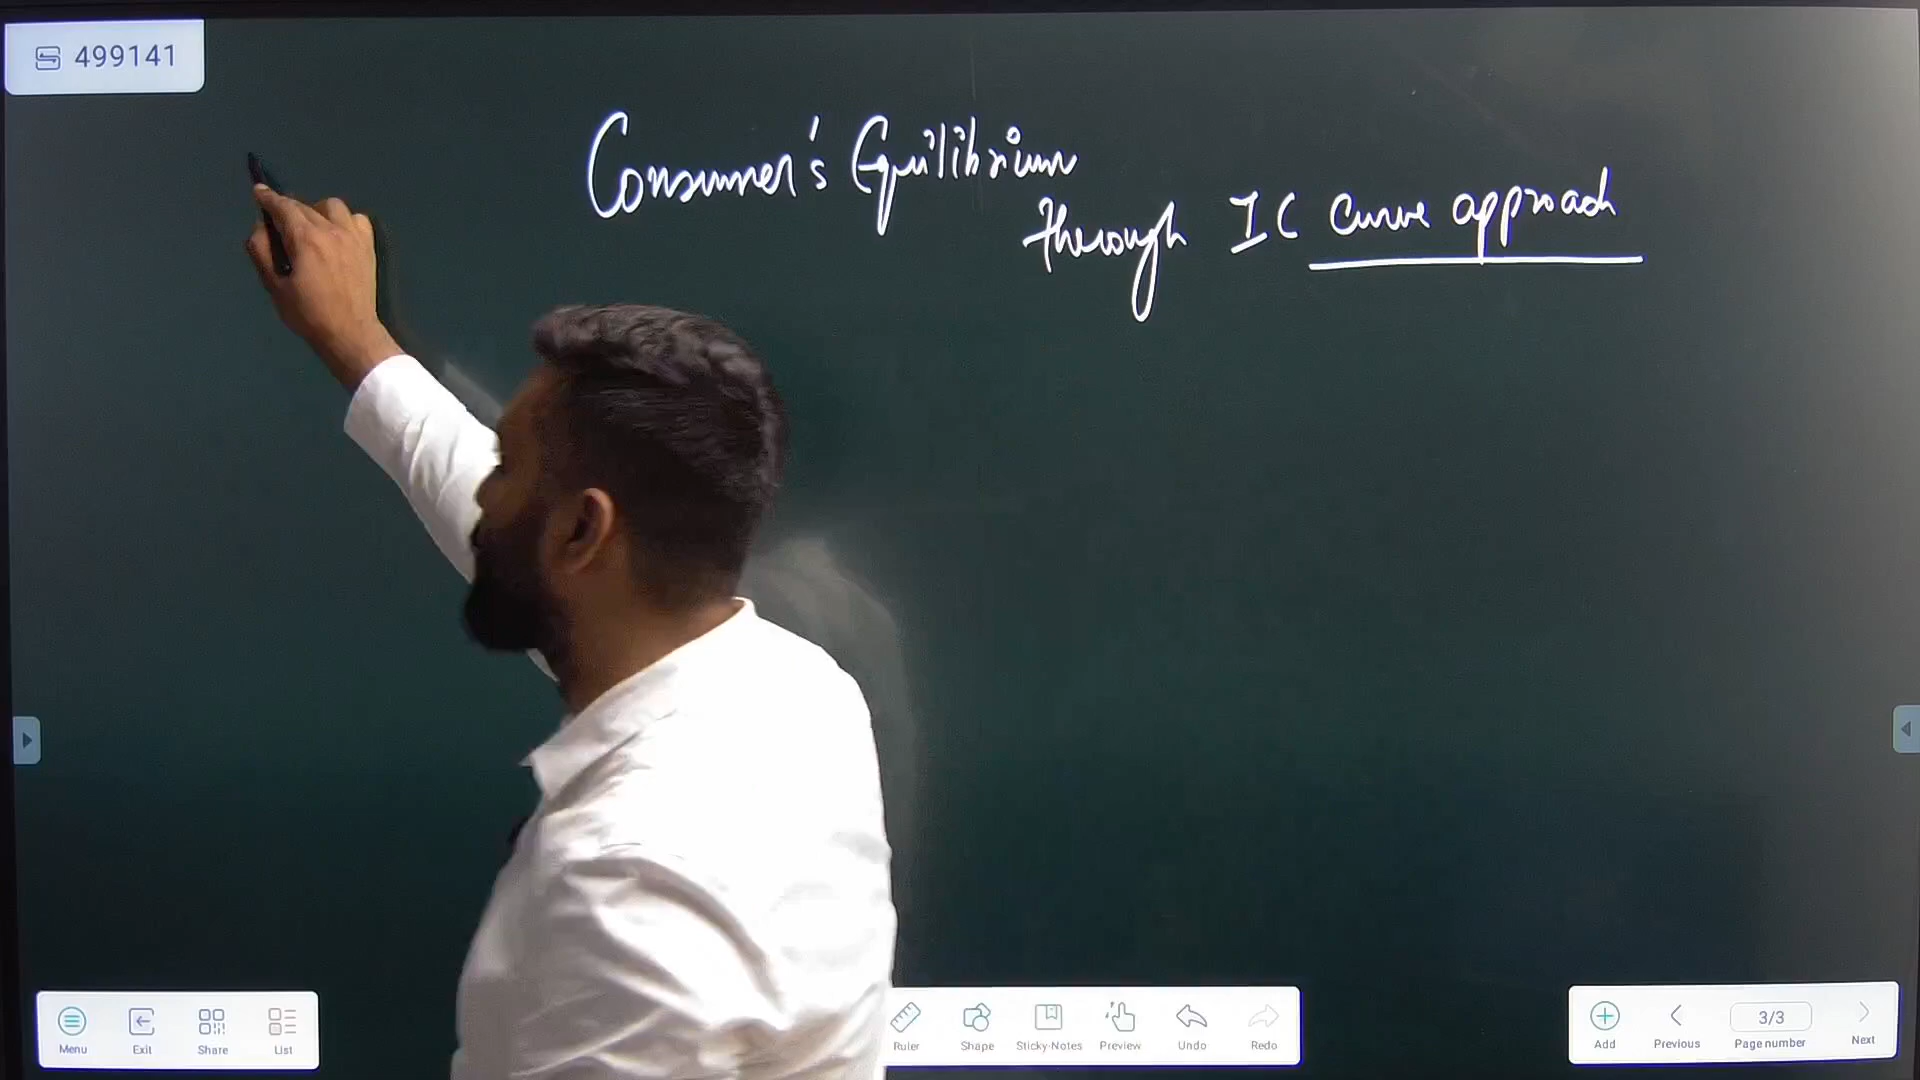 499141
Consumer's Equilibrium
through IC curve approach
Menu Exit Share List Ruler Shape Sticky-Notes Preview Undo Redo Add Previous 3/3 Page number Next